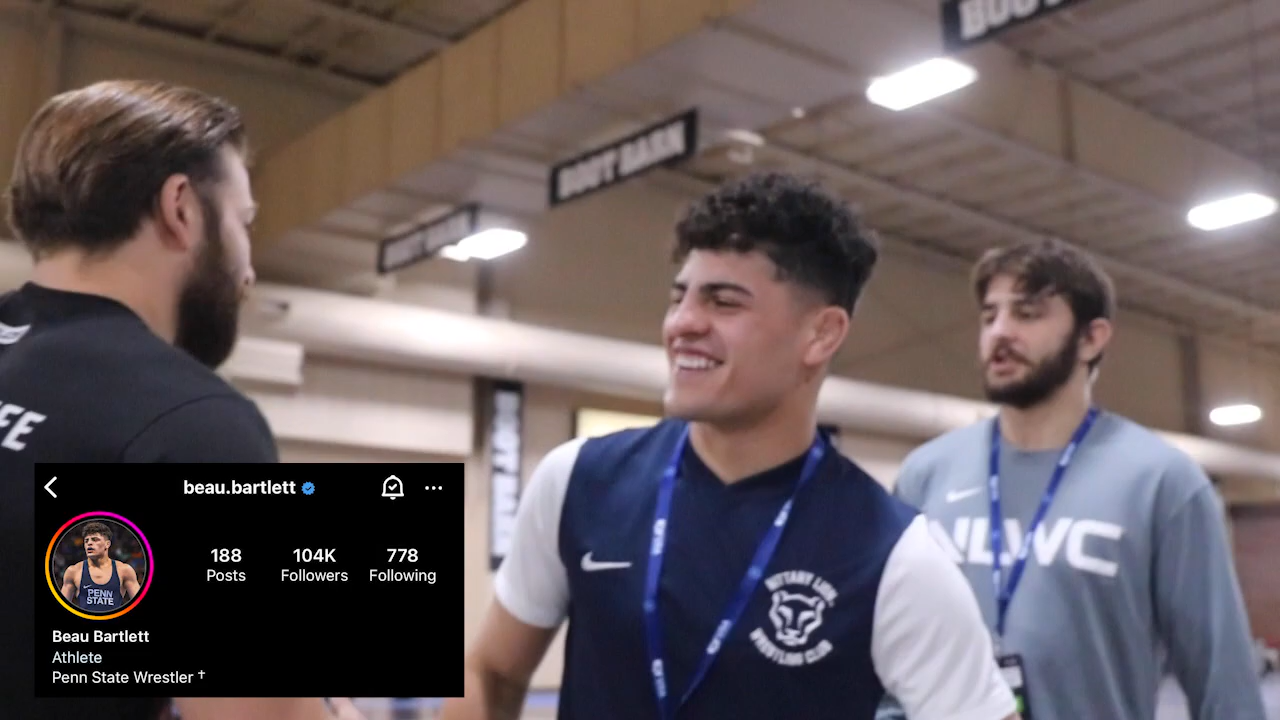 BOOT BARN
BOOT BARN
NLWC
NITTANY LION
WRESTLING CLUB
beau.bartlett
188
104K
778
Posts
Followers
Following
PENN
STATE
Beau Bartlett
Athlete
Penn State Wrestler †